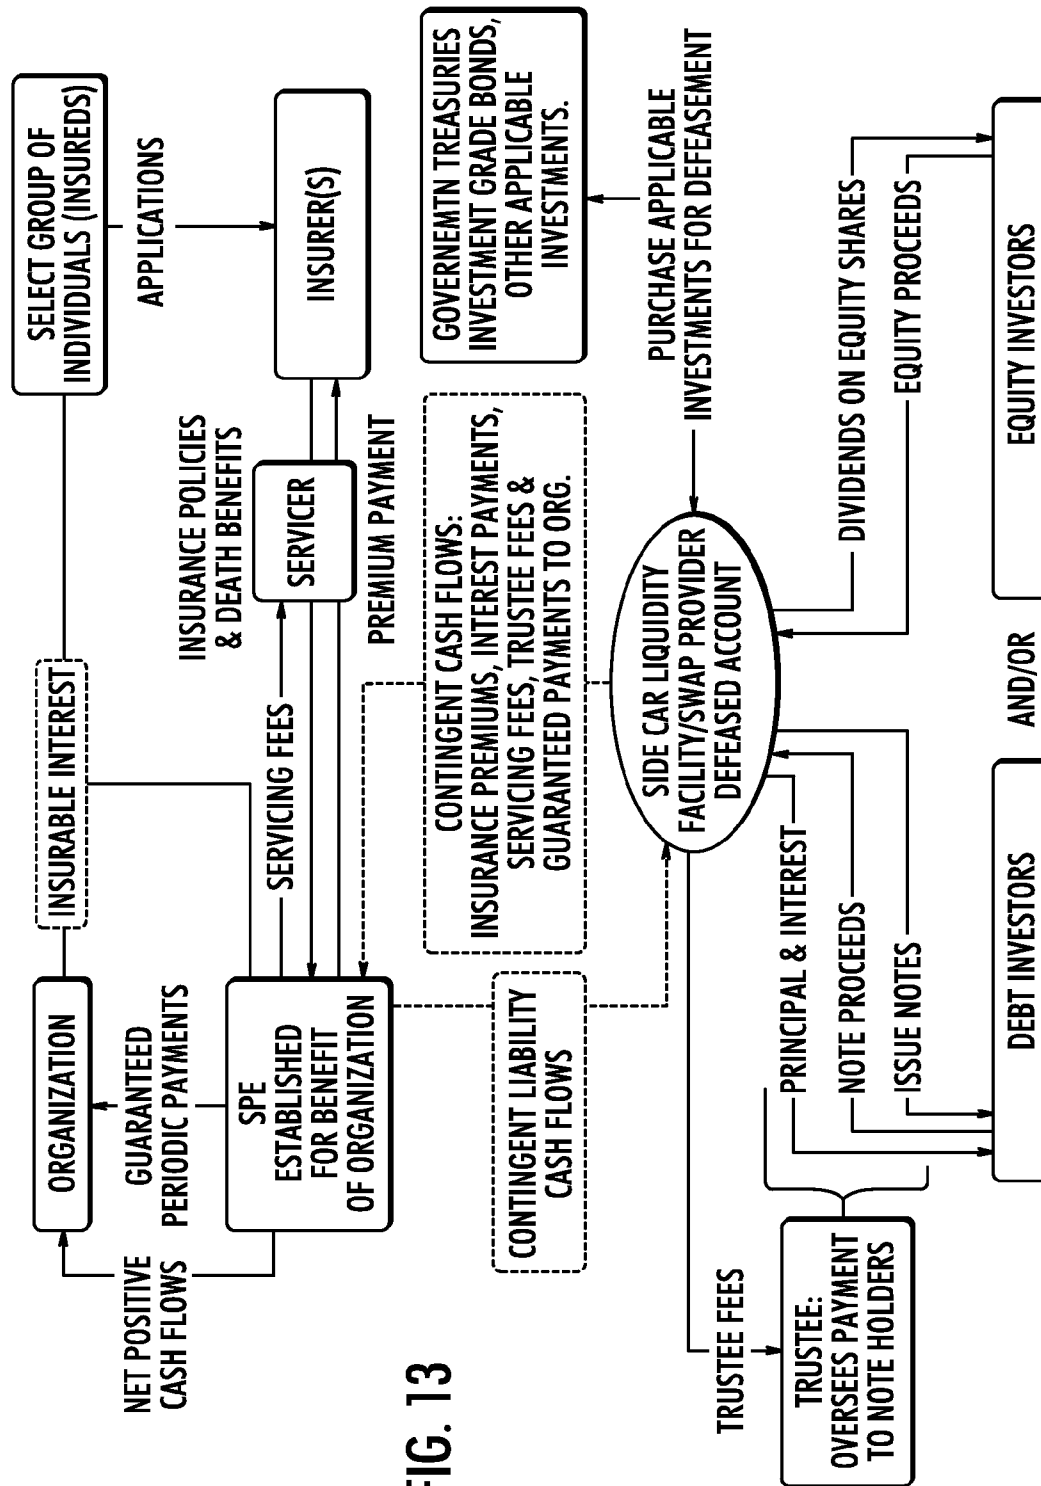 NET POSITIVE
CASH FLOWS
ORGANIZATION
GUARANTEED
PERIODIC PAYMENTS
SPE
ESTABLISHED
FOR BENEFIT
OF ORGANIZATION
INSURABLE INTEREST
SELECT GROUP OF
INDIVIDUALS (INSUREDS)
APPLICATIONS
INSURER(S)
INSURANCE POLICIES
& DEATH BENEFITS
SERVICING FEES
SERVICER
PREMIUM PAYMENT
CONTINGENT LIABILITY
CASH FLOWS
CONTINGENT CASH FLOWS:
INSURANCE PREMIUMS, INTEREST PAYMENTS,
SERVICING FEES, TRUSTEE FEES &
GUARANTEED PAYMENTS TO ORG.
GOVERNEMTN TREASURIES
INVESTMENT GRADE BONDS,
OTHER APPLICABLE
INVESTMENTS.
PURCHASE APPLICABLE
INVESTMENTS FOR DEFEASEMENT
SIDE CAR LIQUIDITY
FACILITY/SWAP PROVIDER
DEFEASED ACCOUNT
TRUSTEE FEES
TRUSTEE:
OVERSEES PAYMENT
TO NOTE HOLDERS
PRINCIPAL & INTEREST
NOTE PROCEEDS
ISSUE NOTES
DIVIDENDS ON EQUITY SHARES
EQUITY PROCEEDS
DEBT INVESTORS
AND/OR
EQUITY INVESTORS
FIG. 13